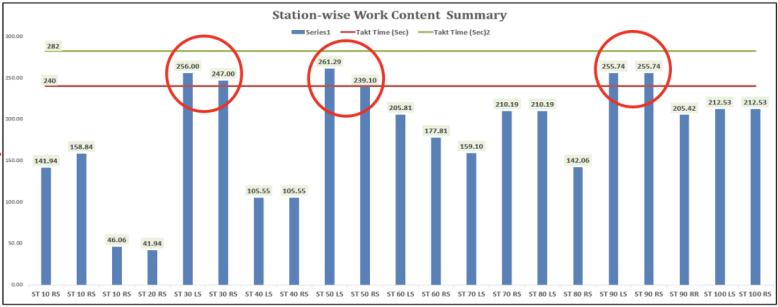 Station-wise Work Content Summary
Series1 Takt Time (Sec) Takt Time (Sec)2
300.00
282
256.00 247.00 261.29 239.10 255.74 255.74
250.00
240
205.81 177.81 210.19 210.19 205.42 212.53 212.53
200.00
141.94 158.84 159.10 142.06
150.00
105.55 105.55
100.00
46.06 41.94
50.00
0.00
ST 10 RS ST 10 RS ST 10 RS ST 20 RS ST 30 LS ST 30 RS ST 40 LS ST 40 RS ST 50 LS ST 50 RS ST 60 LS ST 60 RS ST 70 LS ST 70 RS ST 80 LS ST 80 RS ST 90 LS ST 90 RS ST 90 RR ST 100 LS ST 100 RS